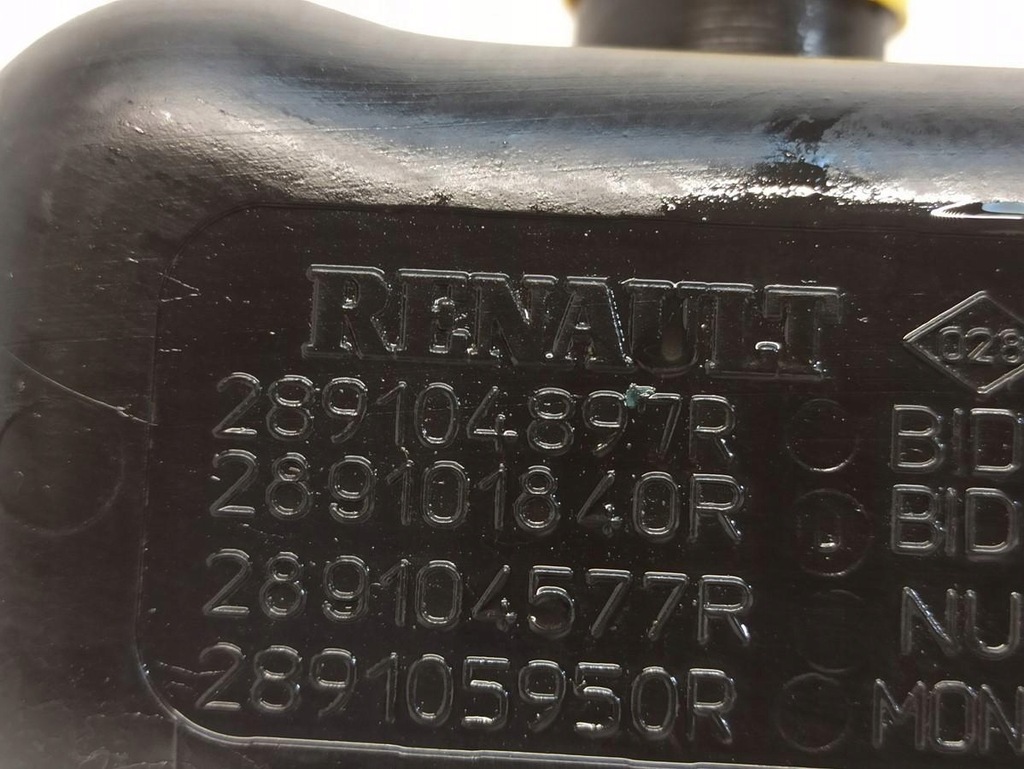 RENAULT
028
289104897R BID
289101840R BID
289104577R NU
289105950R MON